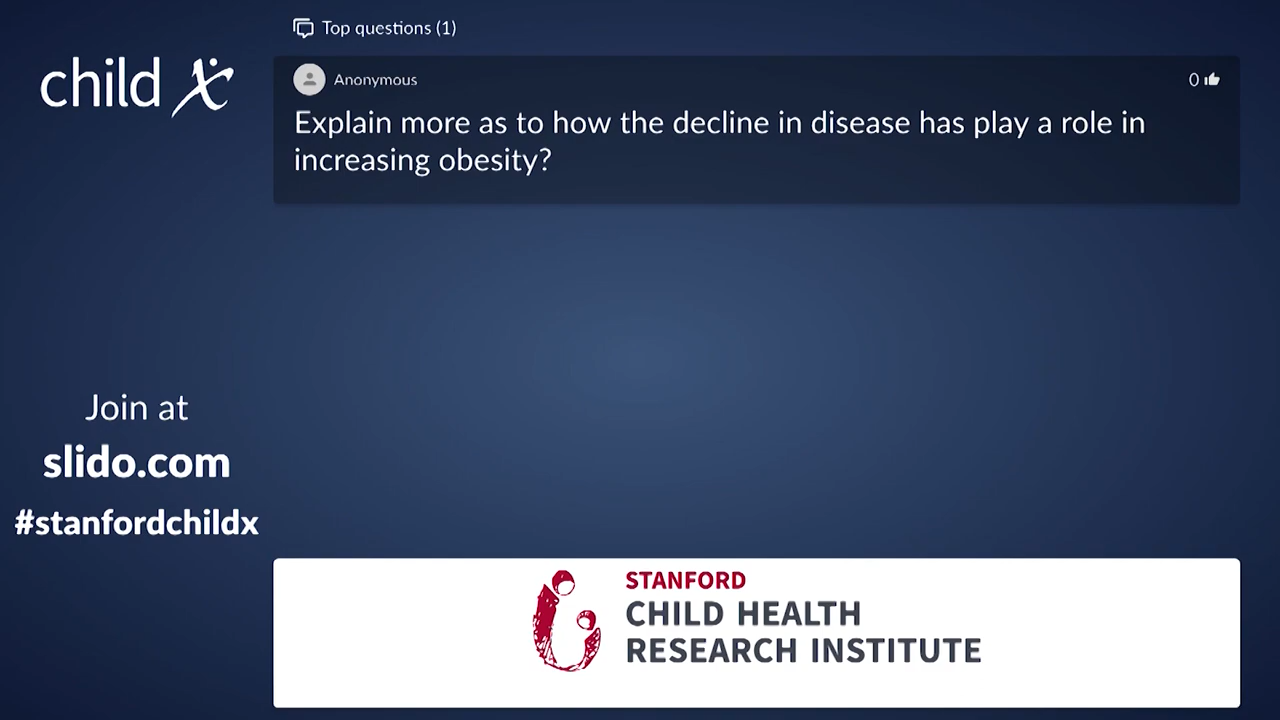 Top questions (1)
child x
Anonymous
0
Explain more as to how the decline in disease has play a role in
increasing obesity?
Join at
slido.com
#stanfordchildx
STANFORD
CHILD HEALTH
RESEARCH INSTITUTE